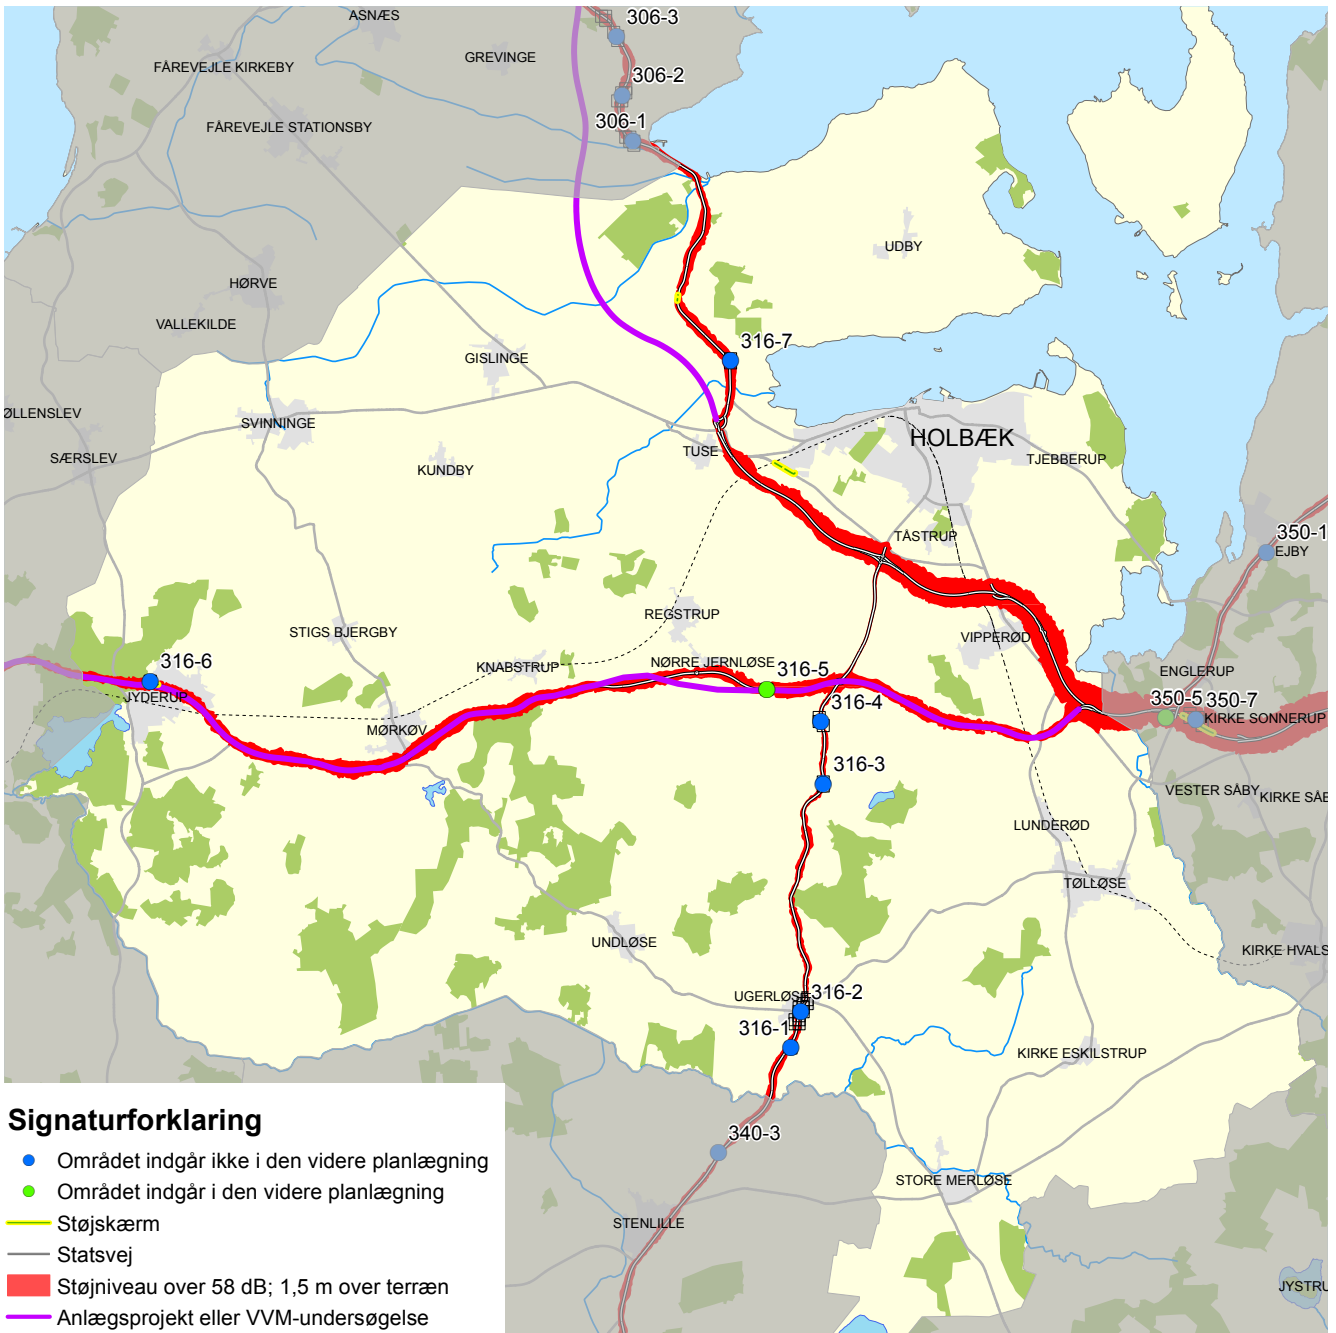 ASNÆS
306-3
GREVINGE
FÅREVEJLE KIRKEBY
306-2
306-1
FÅREVEJLE STATIONSBY
UDBY
HØRVE
VALLEKILDE
316-7
GISLINGE
ØLLENSLEV
SVINNINGE
HOLBÆK
TUSE
SÆRSLEV
KUNDBY
TJEBBERUP
TÅSTRUP
350-1
EJBY
REGSTRUP
STIGS BJERGBY
VIPPERØD
316-6
KNABSTRUP
NØRRE JERNLØSE
316-5
ENGLERUP
JYDERUP
316-4
350-5
350-7
KIRKE SONNERUP
MØRKØV
316-3
VESTER SÅBY
KIRKE SÅB
LUNDERØD
TØLLØSE
UNDLØSE
KIRKE HVALS
UGERLØSE
316-2
316-1
KIRKE ESKILSTRUP
340-3
STORE MERLØSE
STENLILLE
JYSTRU
Signaturforklaring
Området indgår ikke i den videre planlægning
Området indgår i den videre planlægning
Støjskærm
Statsvej
Støjniveau over 58 dB; 1,5 m over terræn
Anlægsprojekt eller VVM-undersøgelse